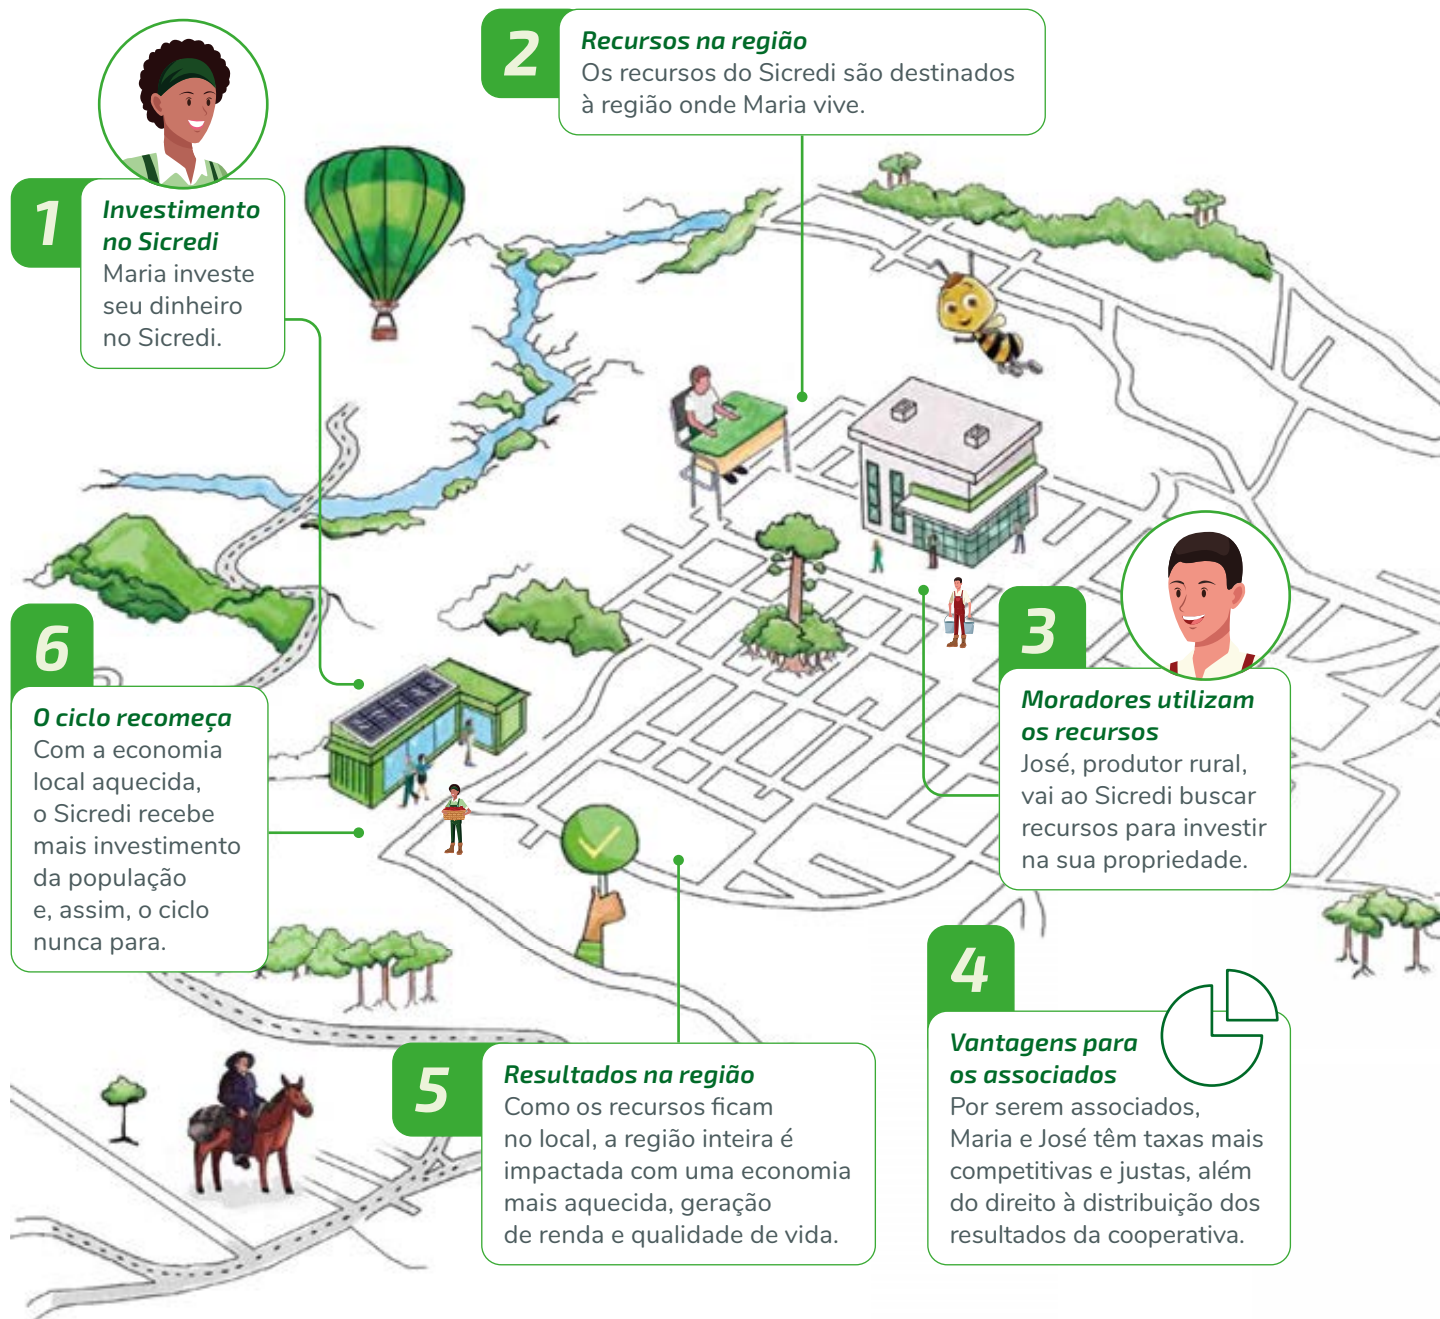 1
Investimento
no Sicredi
Maria investe
seu dinheiro
no Sicredi.
2
Recursos na região
Os recursos do Sicredi são destinados
à região onde Maria vive.
3
Moradores utilizam
os recursos
José, produtor rural,
vai ao Sicredi buscar
recursos para investir
na sua propriedade.
4
Vantagens para
os associados
Por serem associados,
Maria e José têm taxas mais
competitivas e justas, além
do direito à distribuição dos
resultados da cooperativa.
5
Resultados na região
Como os recursos ficam
no local, a região inteira é
impactada com uma economia
mais aquecida, geração
de renda e qualidade de vida.
6
O ciclo recomeça
Com a economia
local aquecida,
o Sicredi recebe
mais investimento
da população
e, assim, o ciclo
nunca para.